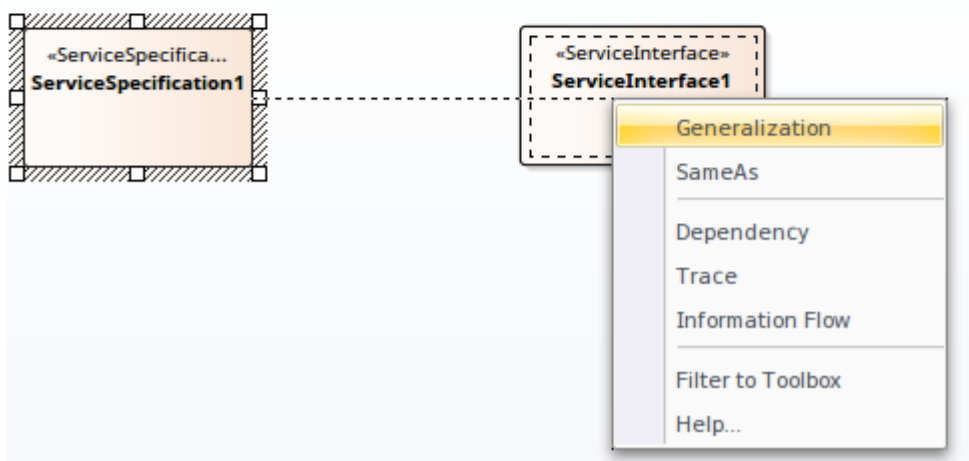 «ServiceSpecifica...
ServiceSpecification1
«ServiceInterface»
ServiceInterface1
Generalization
SameAs
Dependency
Trace
Information Flow
Filter to Toolbox
Help...